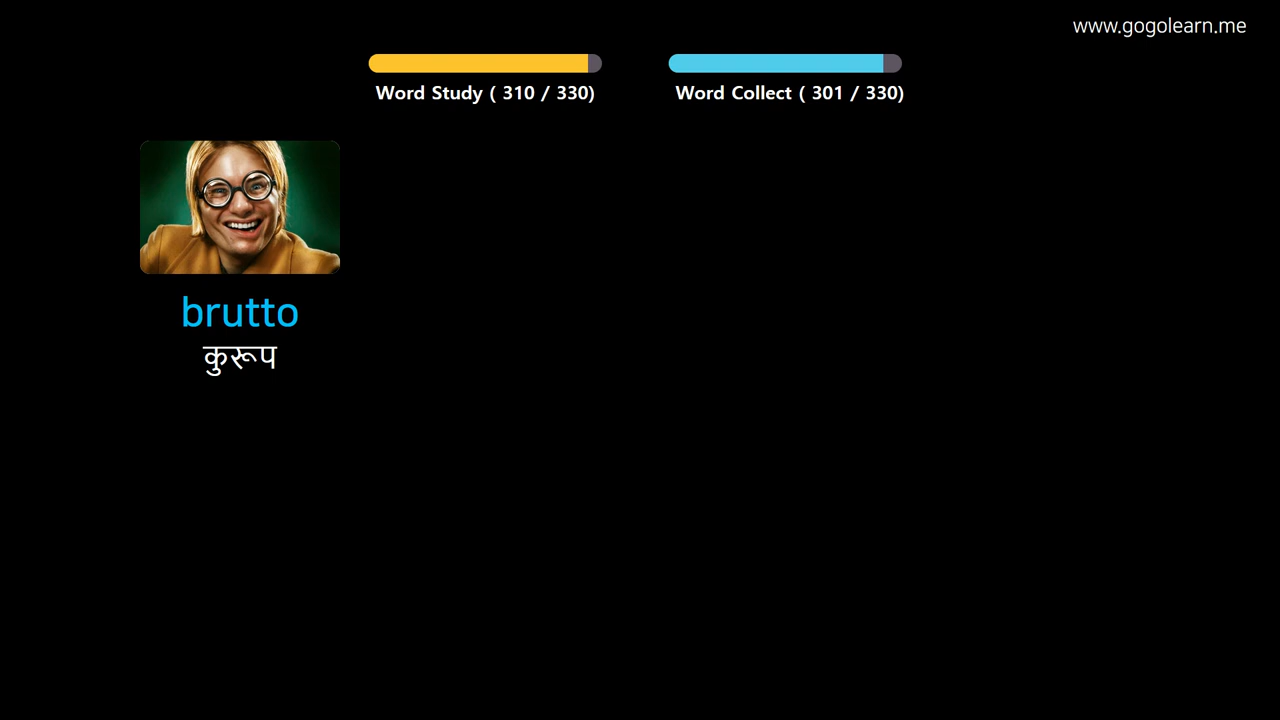 www.gogolearn.me
Word Study ( 310 / 330)
Word Collect ( 301 / 330)
brutto
कुरूप